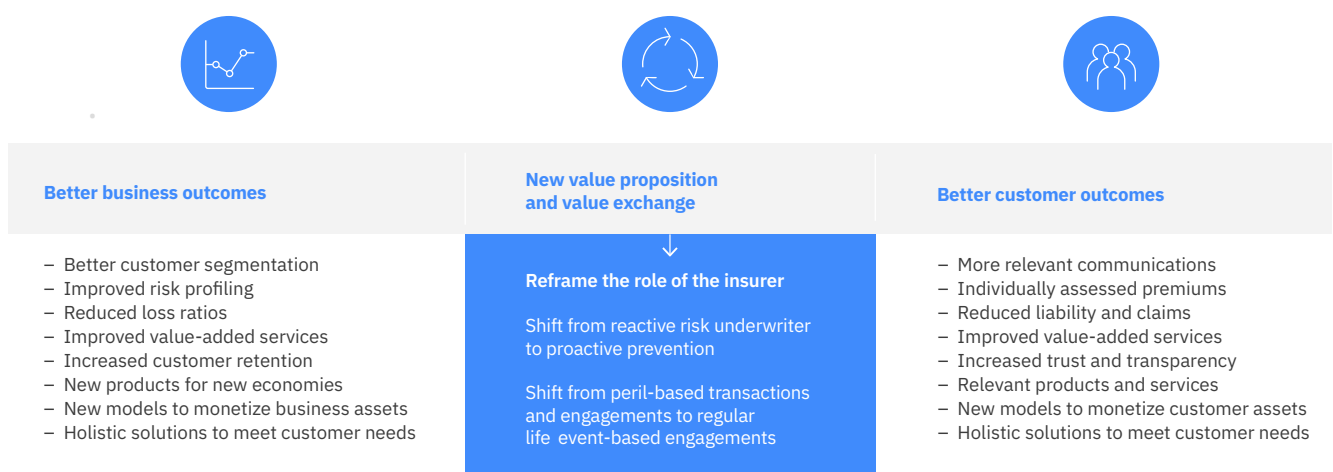 Better business outcomes
– Better customer segmentation
– Improved risk profiling
– Reduced loss ratios
– Improved value-added services
– Increased customer retention
– New products for new economies
– New models to monetize business assets
– Holistic solutions to meet customer needs
New value proposition
and value exchange
Reframe the role of the insurer
Shift from reactive risk underwriter
to proactive prevention
Shift from peril-based transactions
and engagements to regular
life event-based engagements
Better customer outcomes
– More relevant communications
– Individually assessed premiums
– Reduced liability and claims
– Improved value-added services
– Increased trust and transparency
– Relevant products and services
– New models to monetize customer assets
– Holistic solutions to meet customer needs